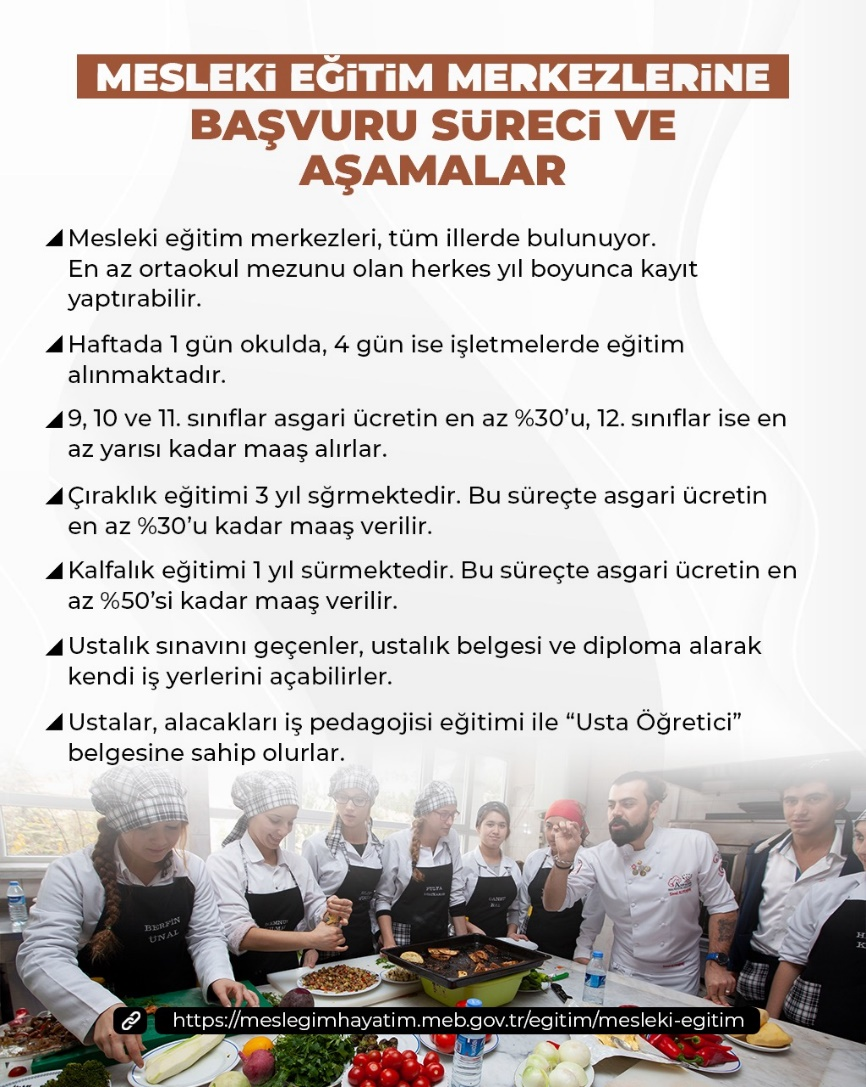 MESLEKİ EĞİTİM MERKEZLERİNE
BAŞVURU SÜRECİ VE
AŞAMALAR
Mesleki eğitim merkezleri, tüm illerde bulunuyor.
En az ortaokul mezunu olan herkes yıl boyunca kayıt
yaptırabilir.
Haftada 1 gün okulda, 4 gün ise işletmelerde eğitim
alınmaktadır.
9, 10 ve 11. sınıflar asgari ücretin en az %30’u, 12. sınıflar ise en
az yarısı kadar maaş alırlar.
Çıraklık eğitimi 3 yıl sğrmektedir. Bu süreçte asgari ücretin
en az %30’u kadar maaş verilir.
Kalfalık eğitimi 1 yıl sürmektedir. Bu süreçte asgari ücretin en
az %50’si kadar maaş verilir.
Ustalık sınavını geçenler, ustalık belgesi ve diploma alarak
kendi iş yerlerini açabilirler.
Ustalar, alacakları iş pedagojisi eğitimi ile “Usta Öğretici”
belgesine sahip olurlar.
BERFİN
ÜNAL
https://meslegimhayatim.meb.gov.tr/egitim/mesleki-egitim